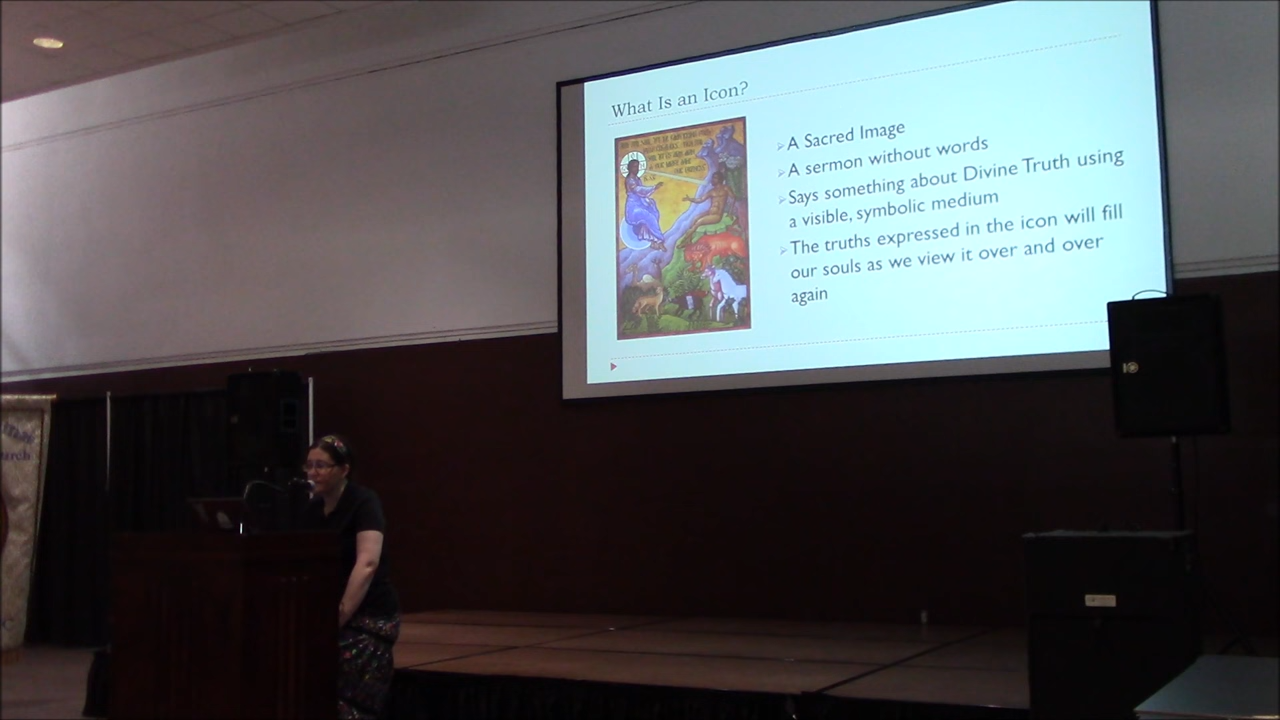 What Is an Icon?
A Sacred Image
A sermon without words
Says something about Divine Truth using
a visible, symbolic medium
The truths expressed in the icon will fill
our souls as we view it over and over
again